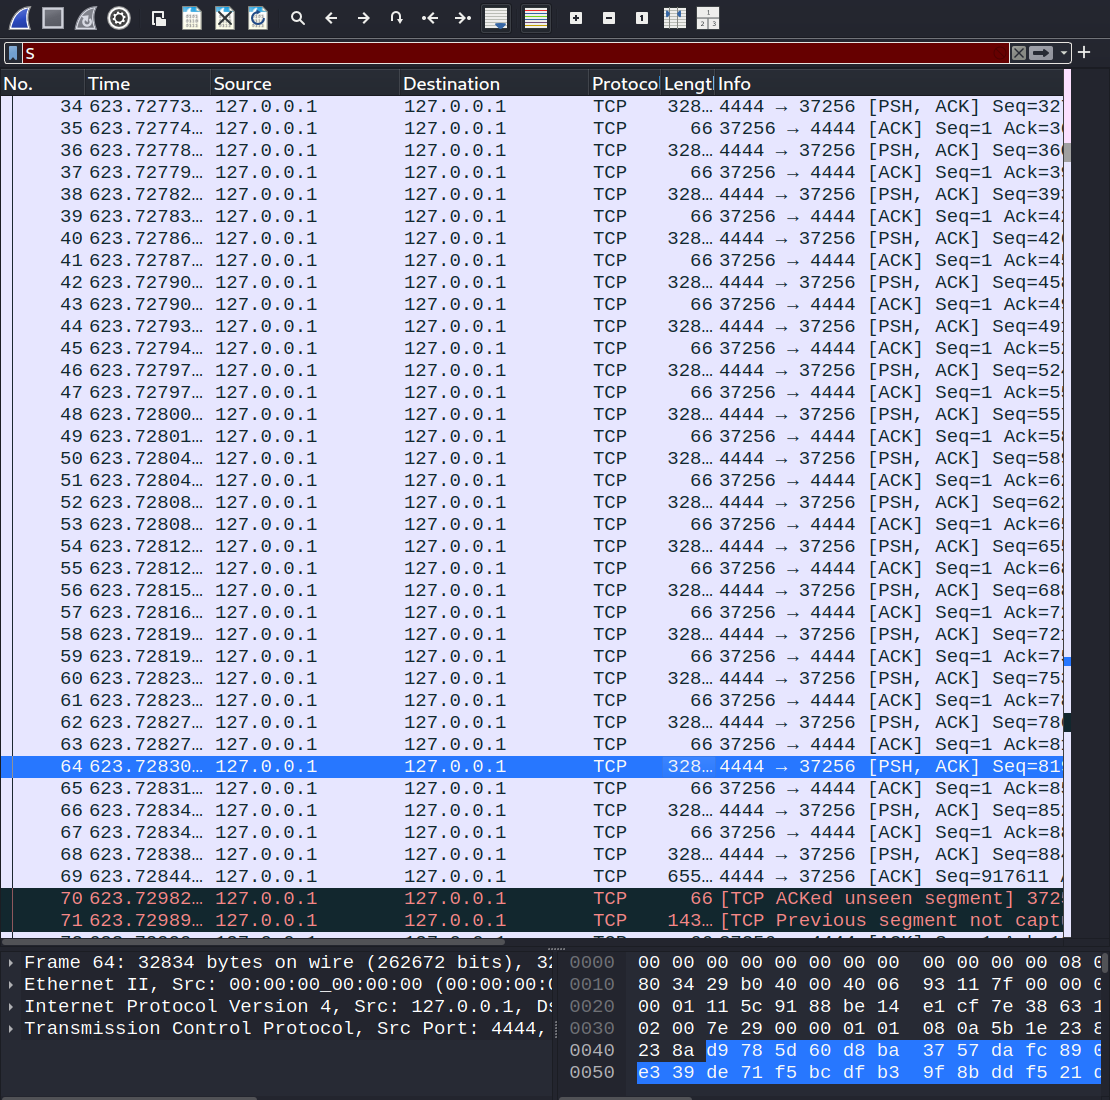 S
No. Time Source Destination Protoco Lengtl Info
34 623.72773… 127.0.0.1 127.0.0.1 TCP 328… 4444 → 37256 [PSH, ACK] Seq=327
35 623.72774… 127.0.0.1 127.0.0.1 TCP 66 37256 → 4444 [ACK] Seq=1 Ack=36
36 623.72778… 127.0.0.1 127.0.0.1 TCP 328… 4444 → 37256 [PSH, ACK] Seq=360
37 623.72779… 127.0.0.1 127.0.0.1 TCP 66 37256 → 4444 [ACK] Seq=1 Ack=39
38 623.72782… 127.0.0.1 127.0.0.1 TCP 328… 4444 → 37256 [PSH, ACK] Seq=393
39 623.72783… 127.0.0.1 127.0.0.1 TCP 66 37256 → 4444 [ACK] Seq=1 Ack=42
40 623.72786… 127.0.0.1 127.0.0.1 TCP 328… 4444 → 37256 [PSH, ACK] Seq=426
41 623.72787… 127.0.0.1 127.0.0.1 TCP 66 37256 → 4444 [ACK] Seq=1 Ack=45
42 623.72790… 127.0.0.1 127.0.0.1 TCP 328… 4444 → 37256 [PSH, ACK] Seq=458
43 623.72790… 127.0.0.1 127.0.0.1 TCP 66 37256 → 4444 [ACK] Seq=1 Ack=49
44 623.72793… 127.0.0.1 127.0.0.1 TCP 328… 4444 → 37256 [PSH, ACK] Seq=491
45 623.72794… 127.0.0.1 127.0.0.1 TCP 66 37256 → 4444 [ACK] Seq=1 Ack=52
46 623.72797… 127.0.0.1 127.0.0.1 TCP 328… 4444 → 37256 [PSH, ACK] Seq=524
47 623.72797… 127.0.0.1 127.0.0.1 TCP 66 37256 → 4444 [ACK] Seq=1 Ack=55
48 623.72800… 127.0.0.1 127.0.0.1 TCP 328… 4444 → 37256 [PSH, ACK] Seq=557
49 623.72801… 127.0.0.1 127.0.0.1 TCP 66 37256 → 4444 [ACK] Seq=1 Ack=58
50 623.72804… 127.0.0.1 127.0.0.1 TCP 328… 4444 → 37256 [PSH, ACK] Seq=589
51 623.72804… 127.0.0.1 127.0.0.1 TCP 66 37256 → 4444 [ACK] Seq=1 Ack=62
52 623.72808… 127.0.0.1 127.0.0.1 TCP 328… 4444 → 37256 [PSH, ACK] Seq=622
53 623.72808… 127.0.0.1 127.0.0.1 TCP 66 37256 → 4444 [ACK] Seq=1 Ack=65
54 623.72812… 127.0.0.1 127.0.0.1 TCP 328… 4444 → 37256 [PSH, ACK] Seq=655
55 623.72812… 127.0.0.1 127.0.0.1 TCP 66 37256 → 4444 [ACK] Seq=1 Ack=68
56 623.72815… 127.0.0.1 127.0.0.1 TCP 328… 4444 → 37256 [PSH, ACK] Seq=688
57 623.72816… 127.0.0.1 127.0.0.1 TCP 66 37256 → 4444 [ACK] Seq=1 Ack=72
58 623.72819… 127.0.0.1 127.0.0.1 TCP 328… 4444 → 37256 [PSH, ACK] Seq=721
59 623.72819… 127.0.0.1 127.0.0.1 TCP 66 37256 → 4444 [ACK] Seq=1 Ack=75
60 623.72823… 127.0.0.1 127.0.0.1 TCP 328… 4444 → 37256 [PSH, ACK] Seq=753
61 623.72823… 127.0.0.1 127.0.0.1 TCP 66 37256 → 4444 [ACK] Seq=1 Ack=78
62 623.72827… 127.0.0.1 127.0.0.1 TCP 328… 4444 → 37256 [PSH, ACK] Seq=786
63 623.72827… 127.0.0.1 127.0.0.1 TCP 66 37256 → 4444 [ACK] Seq=1 Ack=81
64 623.72830… 127.0.0.1 127.0.0.1 TCP 328… 4444 → 37256 [PSH, ACK] Seq=819
65 623.72831… 127.0.0.1 127.0.0.1 TCP 66 37256 → 4444 [ACK] Seq=1 Ack=85
66 623.72834… 127.0.0.1 127.0.0.1 TCP 328… 4444 → 37256 [PSH, ACK] Seq=852
67 623.72834… 127.0.0.1 127.0.0.1 TCP 66 37256 → 4444 [ACK] Seq=1 Ack=88
68 623.72838… 127.0.0.1 127.0.0.1 TCP 328… 4444 → 37256 [PSH, ACK] Seq=884
69 623.72844… 127.0.0.1 127.0.0.1 TCP 655… 4444 → 37256 [ACK] Seq=917611
70 623.72982… 127.0.0.1 127.0.0.1 TCP 66 [TCP ACKed unseen segment] 372
71 623.72989… 127.0.0.1 127.0.0.1 TCP 143… [TCP Previous segment not capt
Frame 64: 32834 bytes on wire (262672 bits), 32
Ethernet II, Src: 00:00:00_00:00:00 (00:00:00:
Internet Protocol Version 4, Src: 127.0.0.1, Ds
Transmission Control Protocol, Src Port: 4444,
0000 00 00 00 00 00 00 00 00 00 00 00 00 08 0
0010 80 34 29 b0 40 00 40 06 93 11 7f 00 00 0
0020 00 01 11 5c 91 88 be 14 e1 cf 7e 38 63 1
0030 02 00 7e 29 00 00 01 01 08 0a 5b 1e 23 8
0040 23 8a d9 78 5d 60 d8 ba 37 57 da fc 89 0
0050 e3 39 de 71 f5 bc df b3 9f 8b dd f5 21